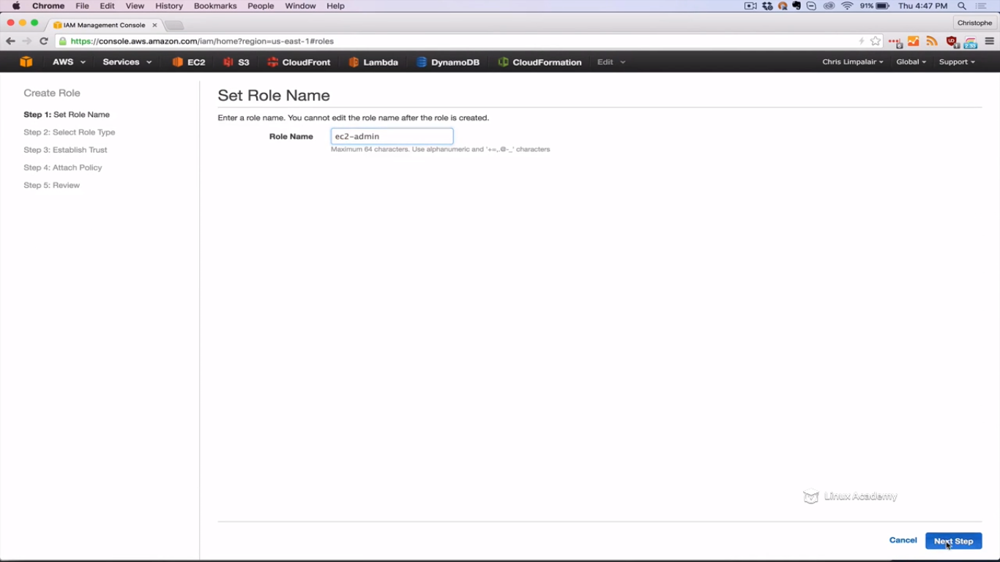 Chrome File Edit View History Bookmarks People Window Help 91% Thu 4:47 PM
IAM Management Console Christophe
https://console.aws.amazon.com/iam/home?region=us-east-1#roles
AWS Services EC2 S3 CloudFront Lambda DynamoDB CloudFormation Edit Chris Limpalair Global Support
Create Role
Step 1: Set Role Name
Step 2: Select Role Type
Step 3: Establish Trust
Step 4: Attach Policy
Step 5: Review
Set Role Name
Enter a role name. You cannot edit the role name after the role is created.
Role Name ec2-admin
Maximum 64 characters. Use alphanumeric and '+=,.@-_' characters
Linux Academy
Cancel Next Step